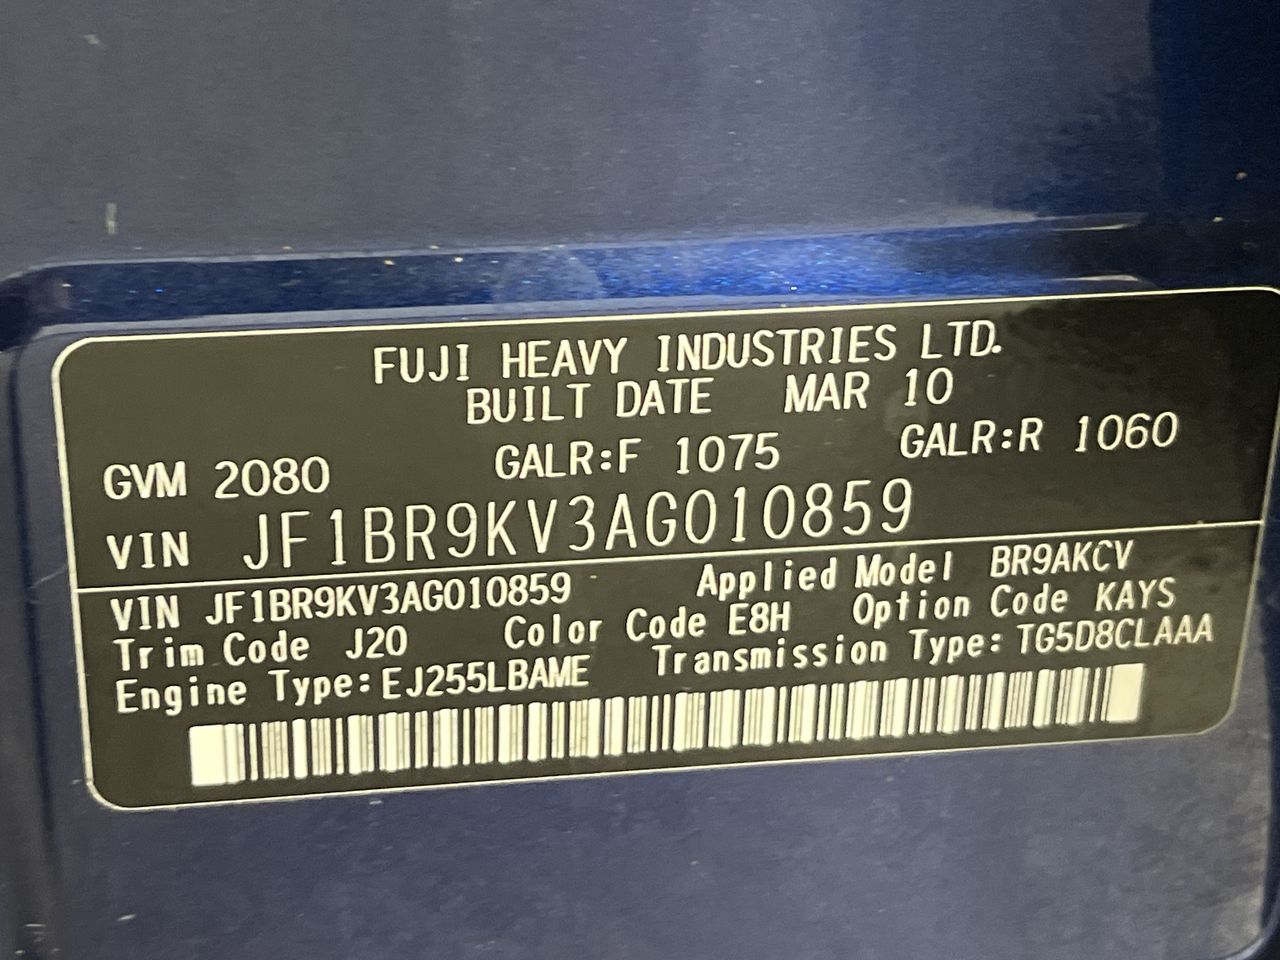 FUJI HEAVY INDUSTRIES LTD.
BUILT DATE MAR 10
GVM 2080 GALR:F 1075 GALR:R 1060
VIN JF1BR9KV3AG010859
VIN JF1BR9KV3AG010859 Applied Model BR9AKCV
Trim Code J20 Color Code E8H Option Code KAYS
Engine Type:EJ255LBAME Transmission Type:TG5D8CLAAA